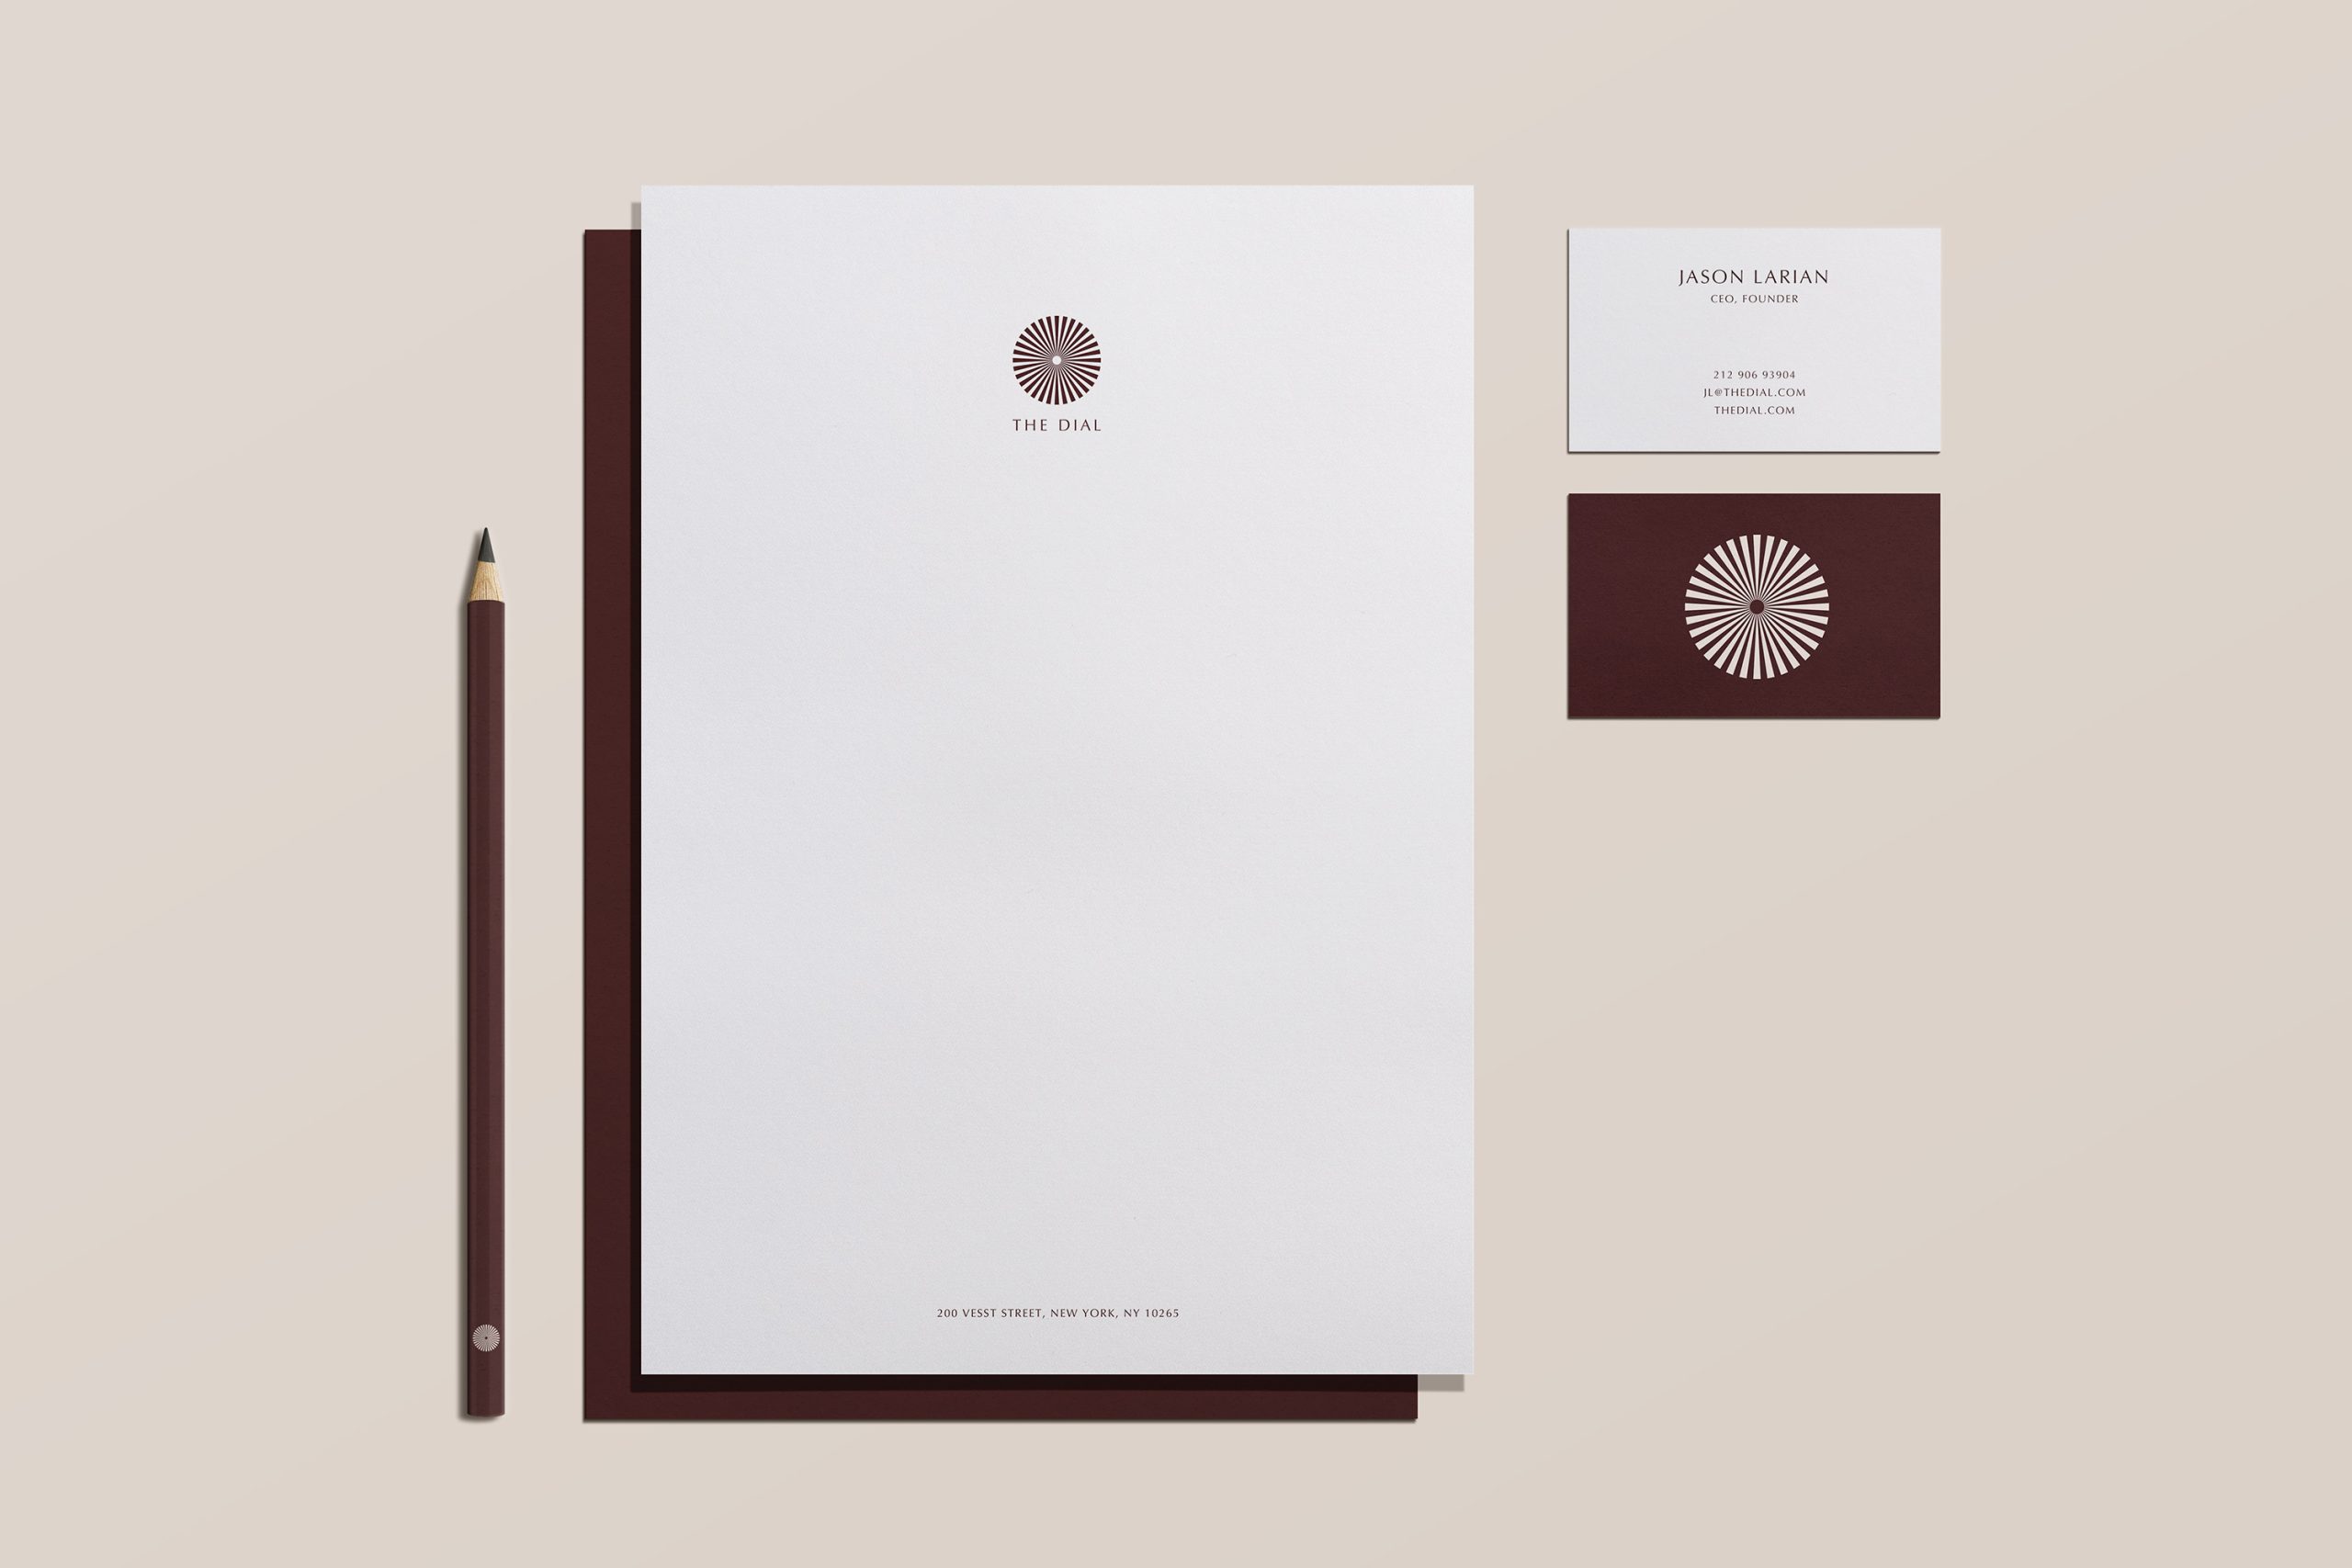 THE DIAL
200 VESST STREET, NEW YORK, NY 10265
JASON LARIAN
CEO, FOUNDER
212 906 93904
JL@THEDIAL.COM
THEDIAL.COM